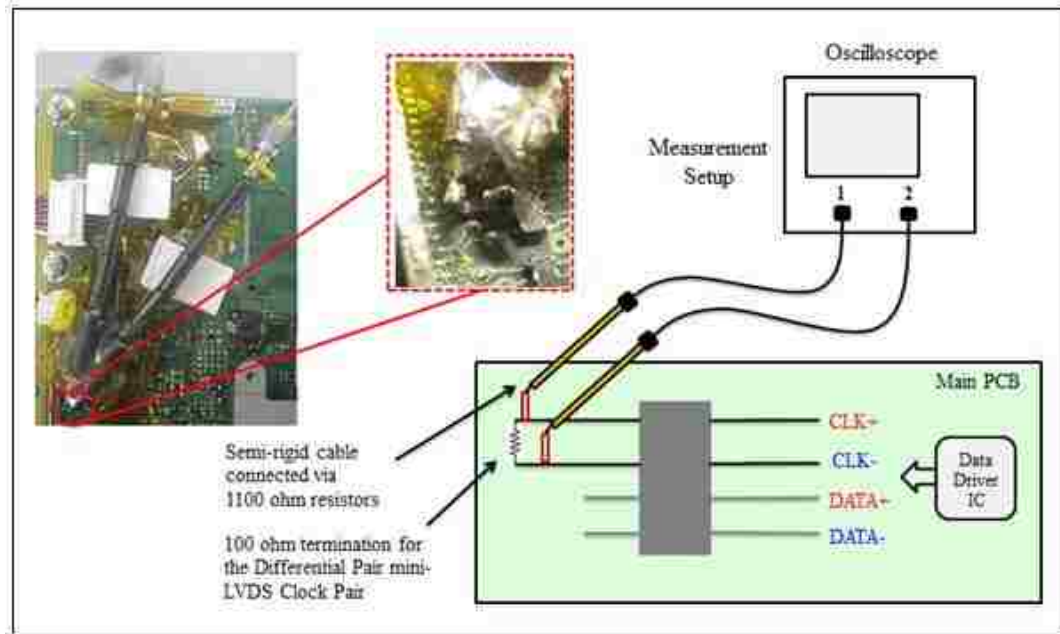 Oscilloscope
Measurement
Setup
1
2
Main PCB
CLK+
CLK-
DATA+
DATA-
Data
Driver
IC
Semi-rigid cable
connected via
1100 ohm resistors
100 ohm termination for
the Differential Pair mini-
LVDS Clock Pair